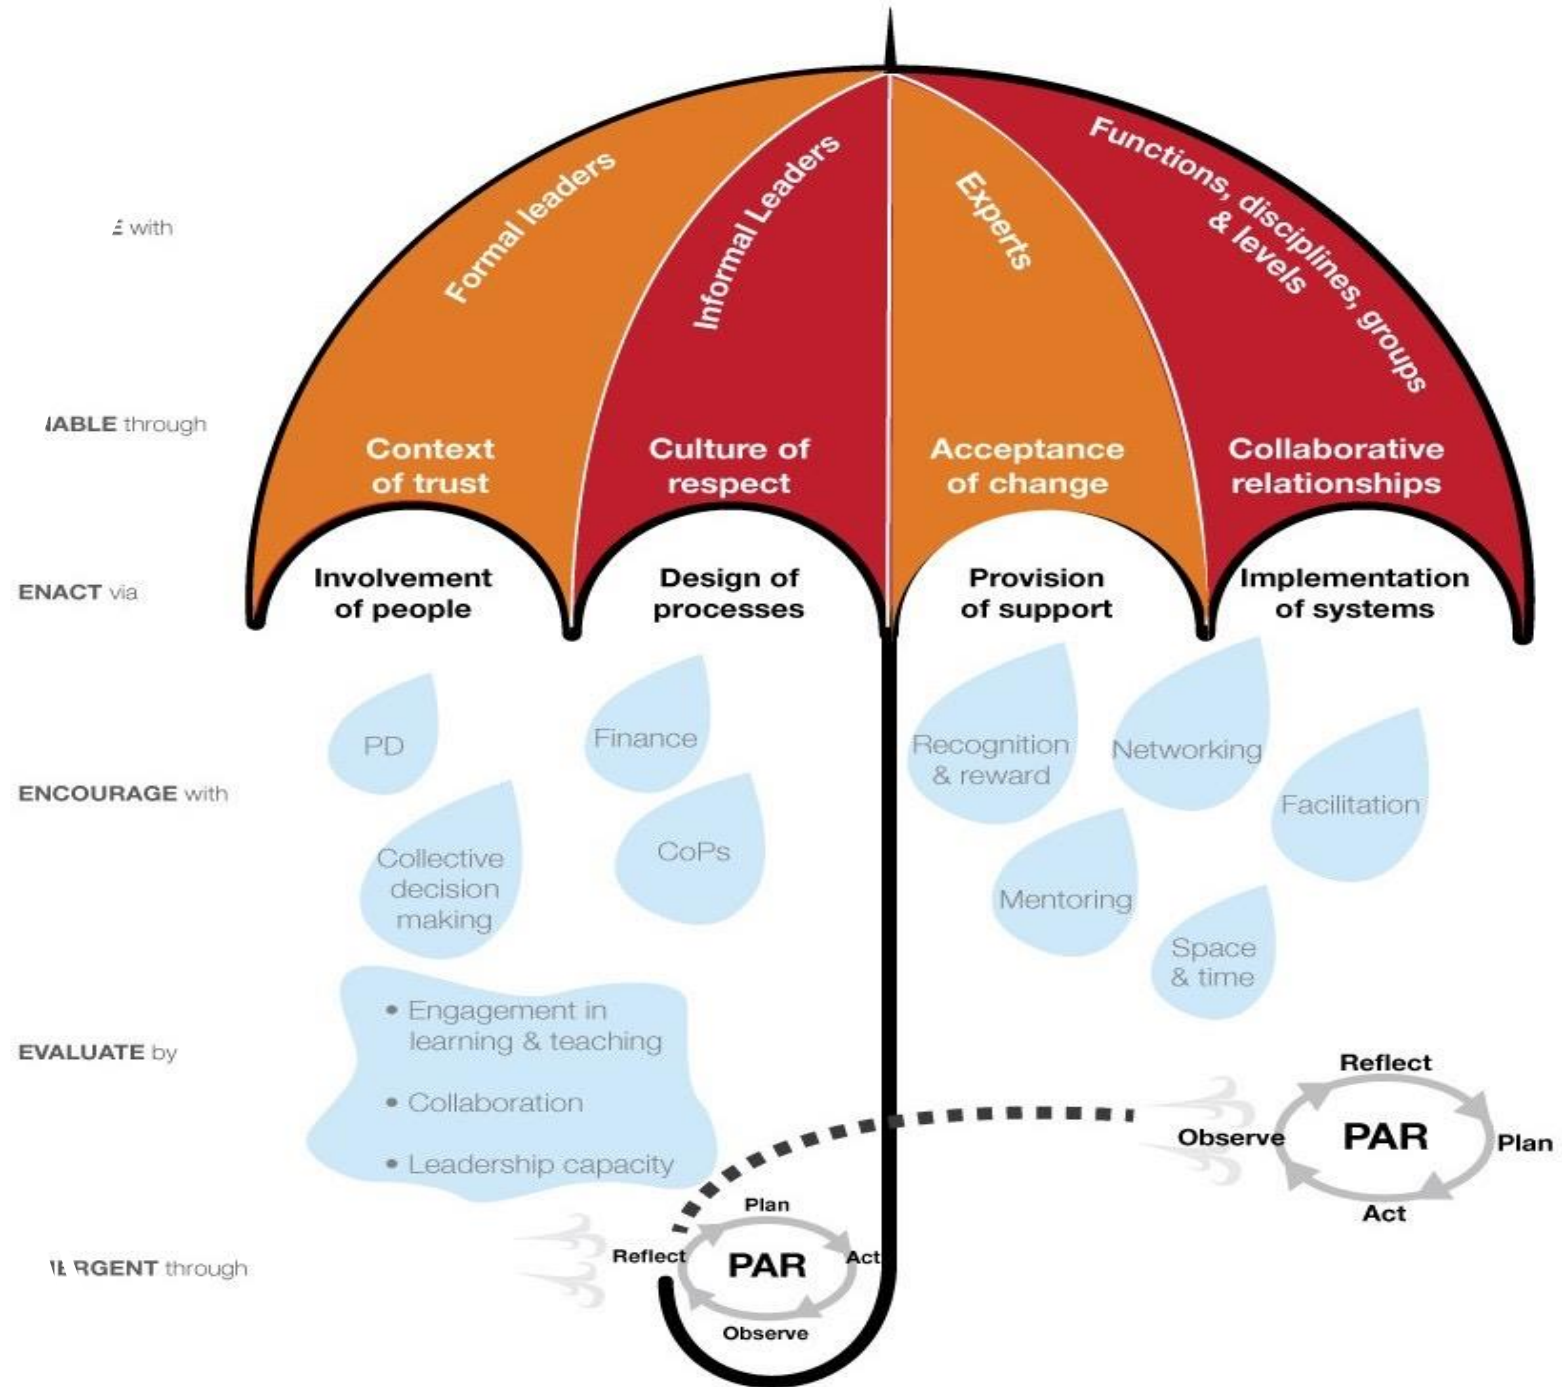 with
Formal leaders
Informal Leaders
Experts
Functions, disciplines, groups
& levels
through
Context
of trust
Culture of
respect
Acceptance
of change
Collaborative
relationships
ENACT via
Involvement
of people
Design of
processes
Provision
of support
Implementation
of systems
ENCOURAGE with
PD
Finance
Recognition
& reward
Networking
Facilitation
Collective
decision
making
CoPs
Mentoring
Space
& time
EVALUATE by
• Engagement in
learning & teaching
• Collaboration
• Leadership capacity
through
Reflect
Observe
PAR
Plan
Act
Plan
Reflect
PAR
Act
Observe